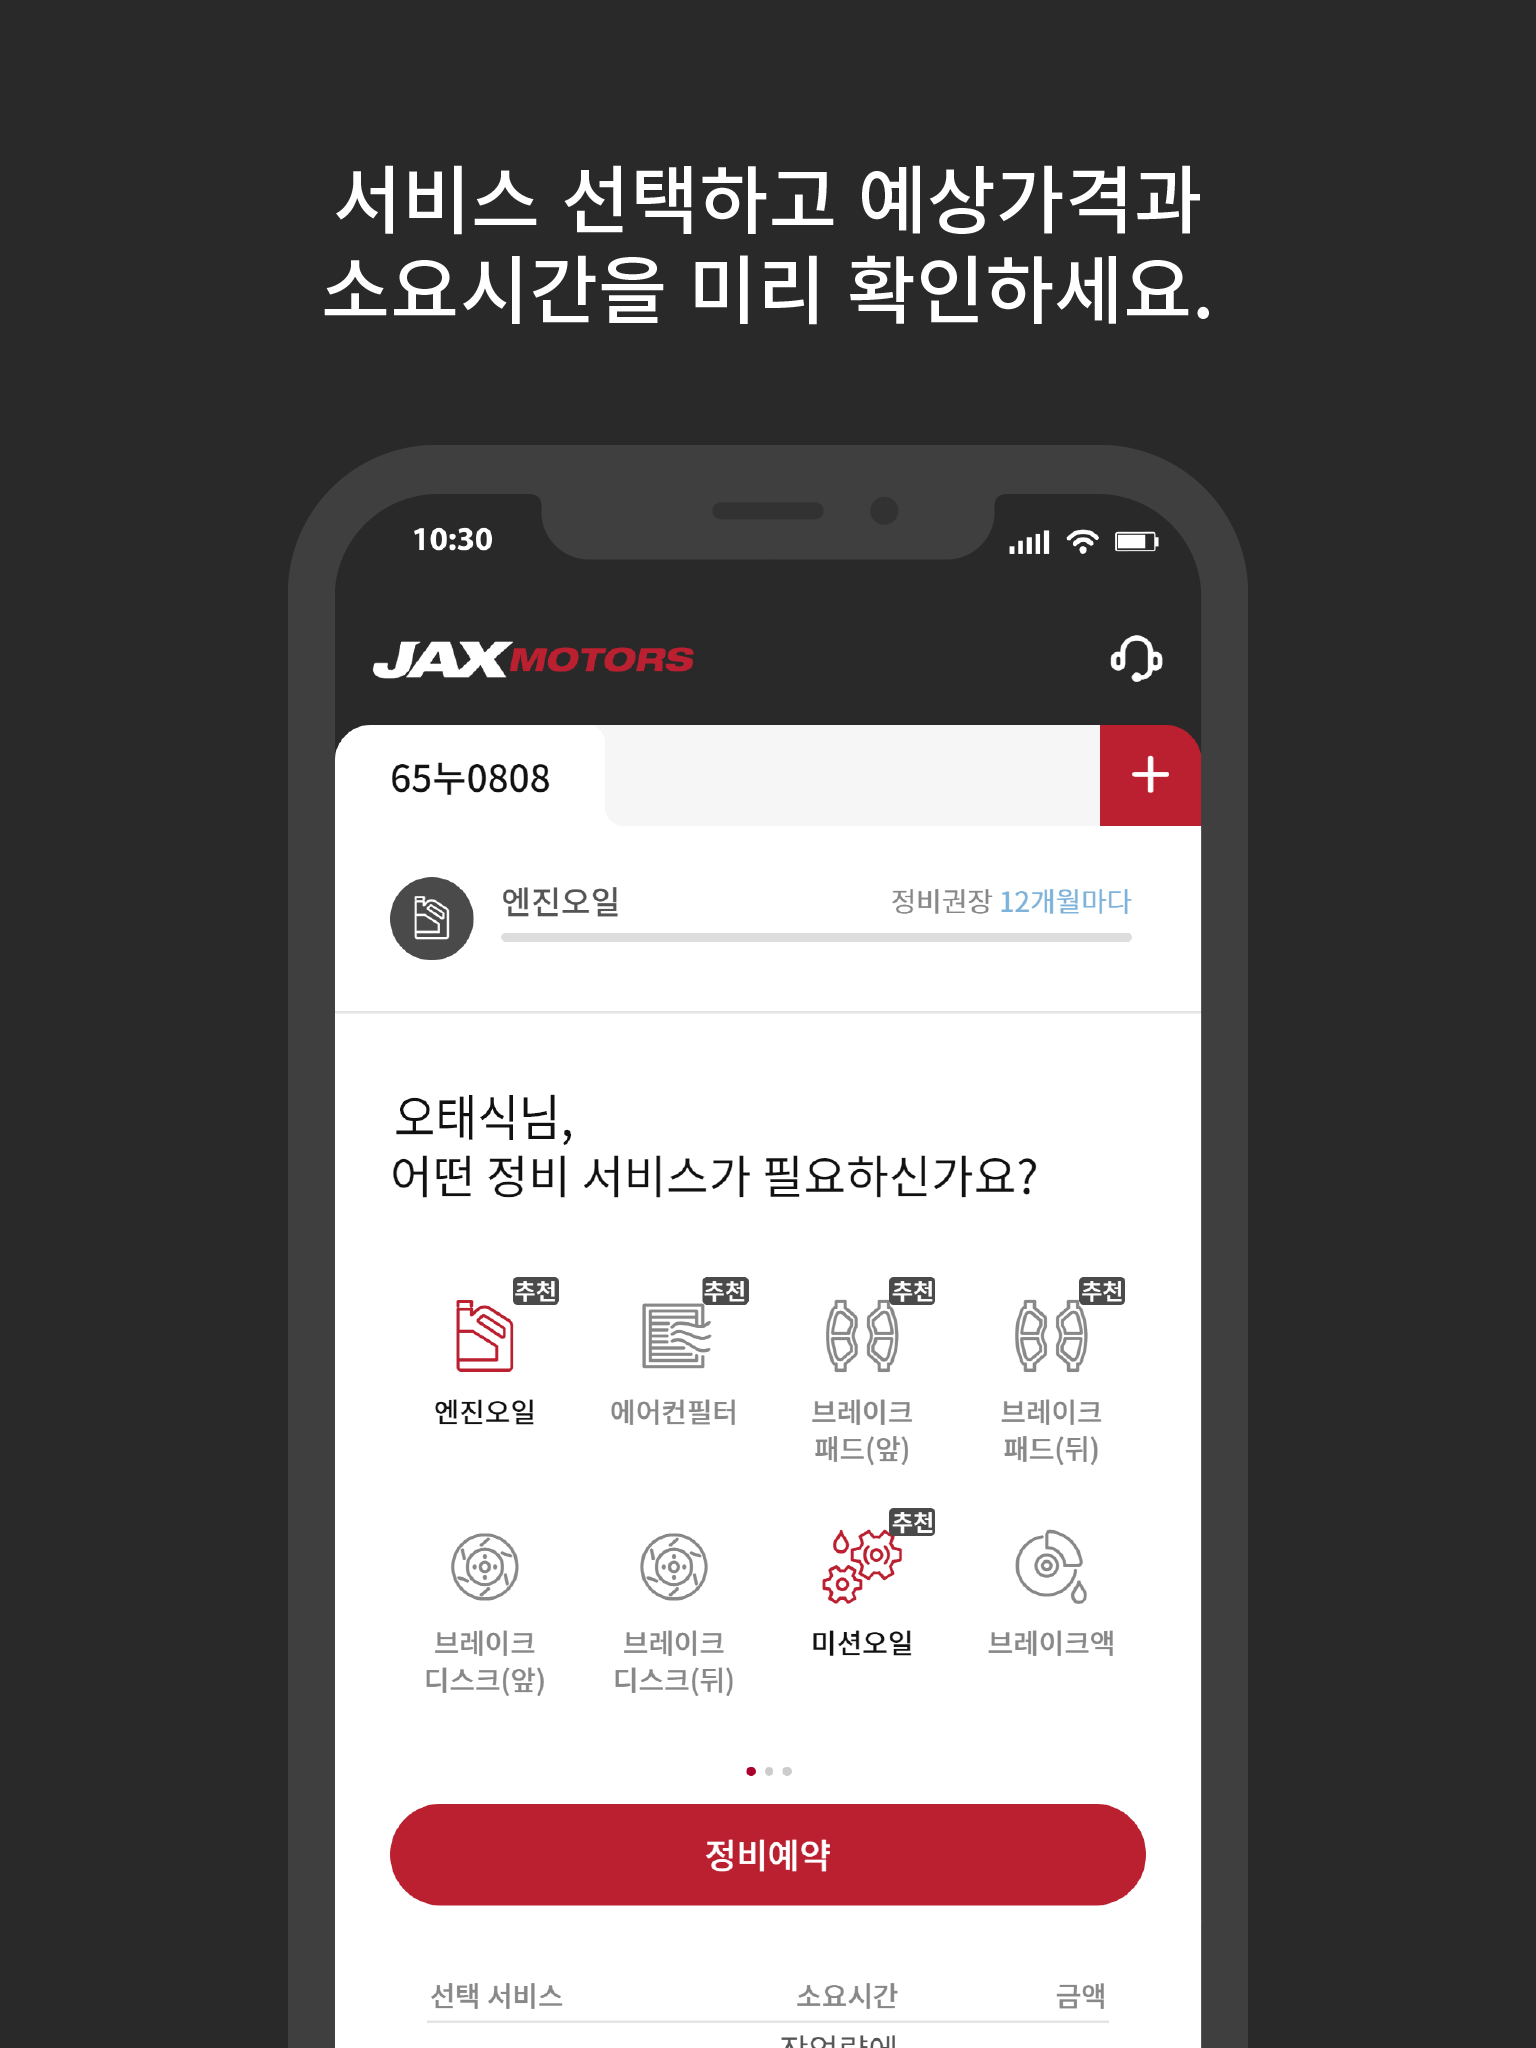 서비스 선택하고 예상가격과
소요시간을 미리 확인하세요.
10:30
JAX MOTORS
65누0808
엔진오일
정비권장 12개월마다
오태식님,
어떤 정비 서비스가 필요하신가요?
추천
추천
추천
추천
엔진오일
에어컨필터
브레이크
패드(앞)
브레이크
패드(뒤)
추천
브레이크
디스크(앞)
브레이크
디스크(뒤)
미션오일
브레이크액
정비예약
선택 서비스
소요시간
금액